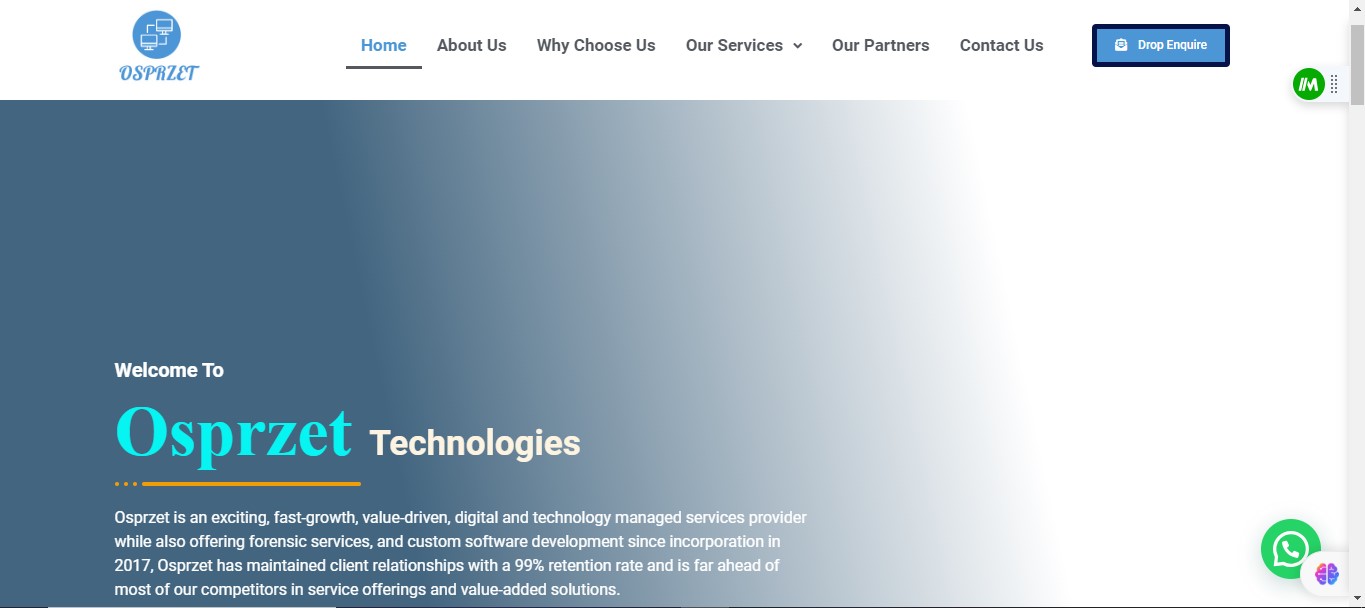 OSPRZET
Home About Us Why Choose Us Our Services Our Partners Contact Us Drop Enquire
Welcome To
Osprzet Technologies
Osprzet is an exciting, fast-growth, value-driven, digital and technology managed services provider
while also offering forensic services, and custom software development since incorporation in
2017, Osprzet has maintained client relationships with a 99% retention rate and is far ahead of
most of our competitors in service offerings and value-added solutions.